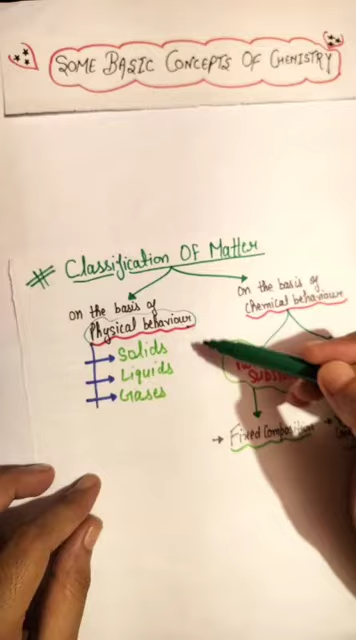 SOME BASIC CONCEPTS OF CHEMISTRY
# Classification Of Matter
on the basis of
Physical behaviour
Solids
Liquids
Gases
on the basis of
Chemical behaviour
Fixed Composition